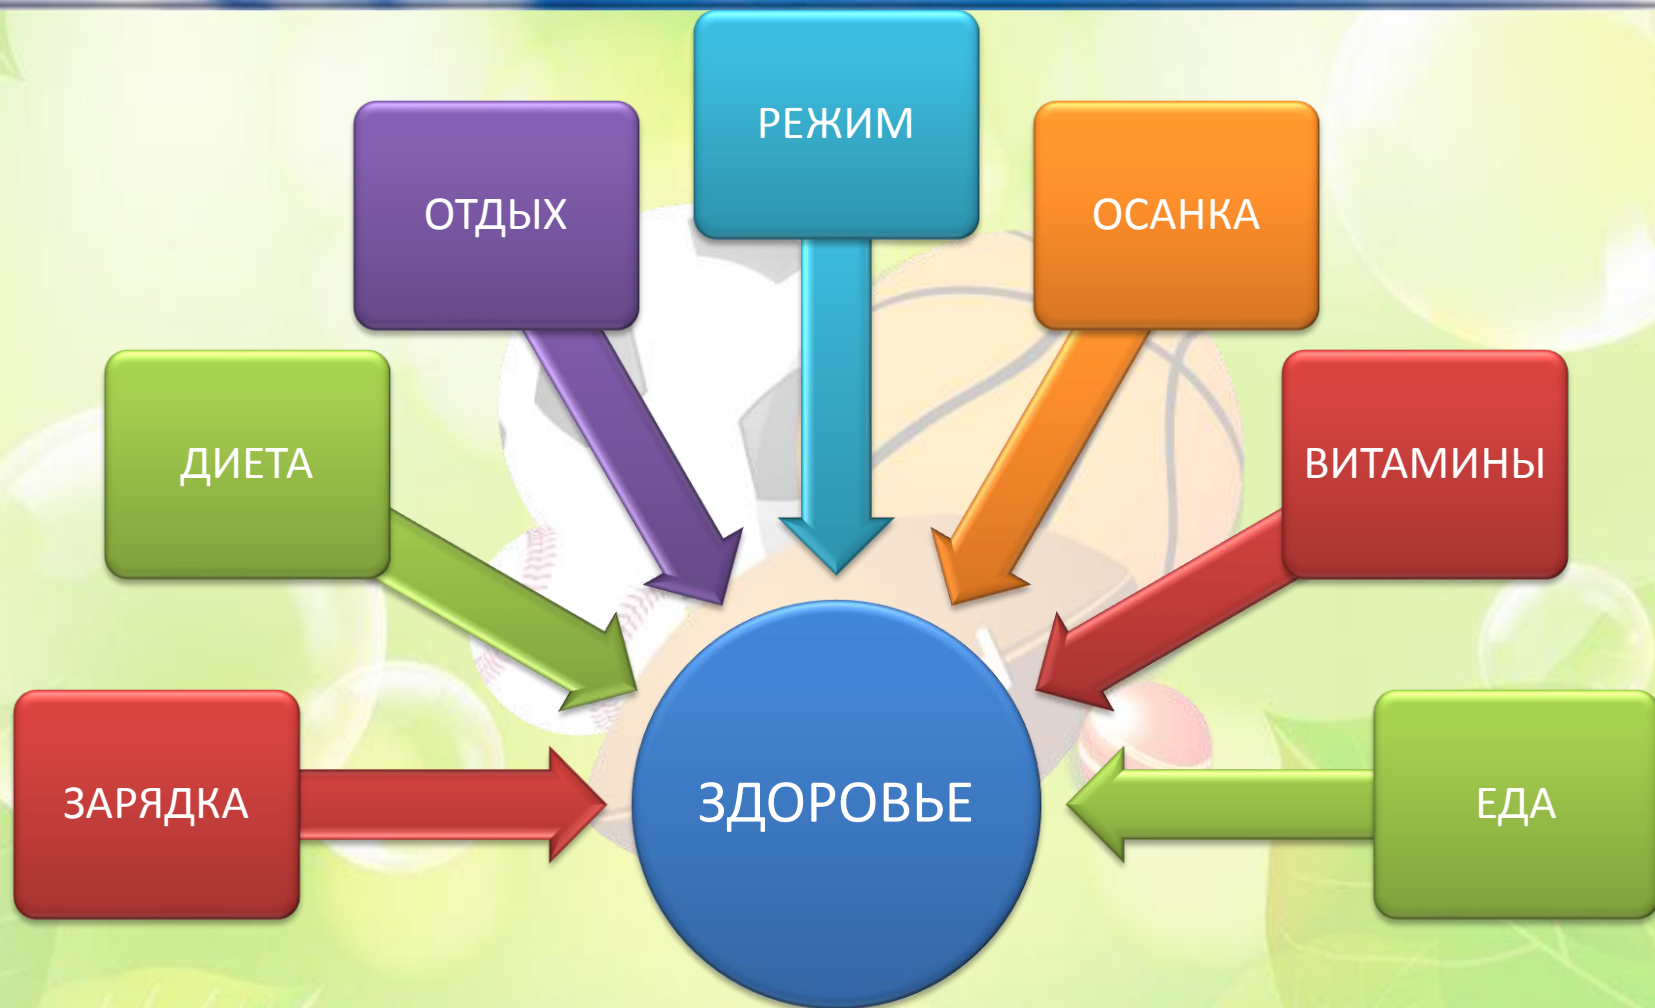 РЕЖИМ
ОТДЫХ
ОСАНКА
ДИЕТА
ВИТАМИНЫ
ЗАРЯДКА
ЗДОРОВЬЕ
ЕДА